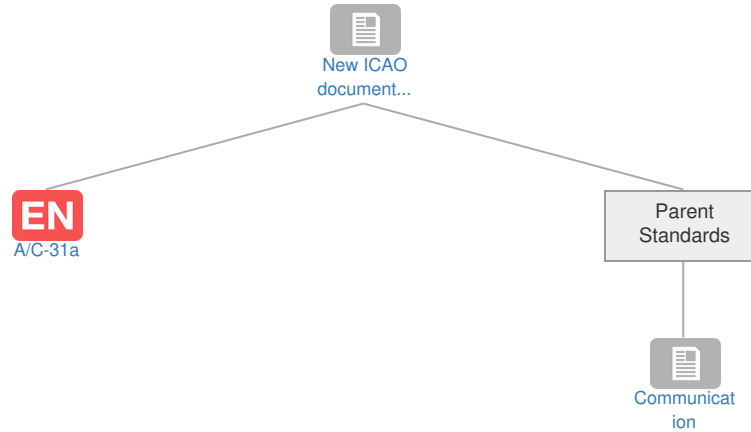 New ICAO
document...
EN
A/C-31a
Parent
Standards
Communicat
ion